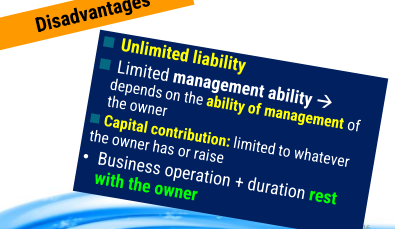 Disadvantages
Unlimited liability
Limited management ability →
depends on the ability of management of
the owner
Capital contribution: limited to whatever
the owner has or raise
• Business operation + duration rest
with the owner